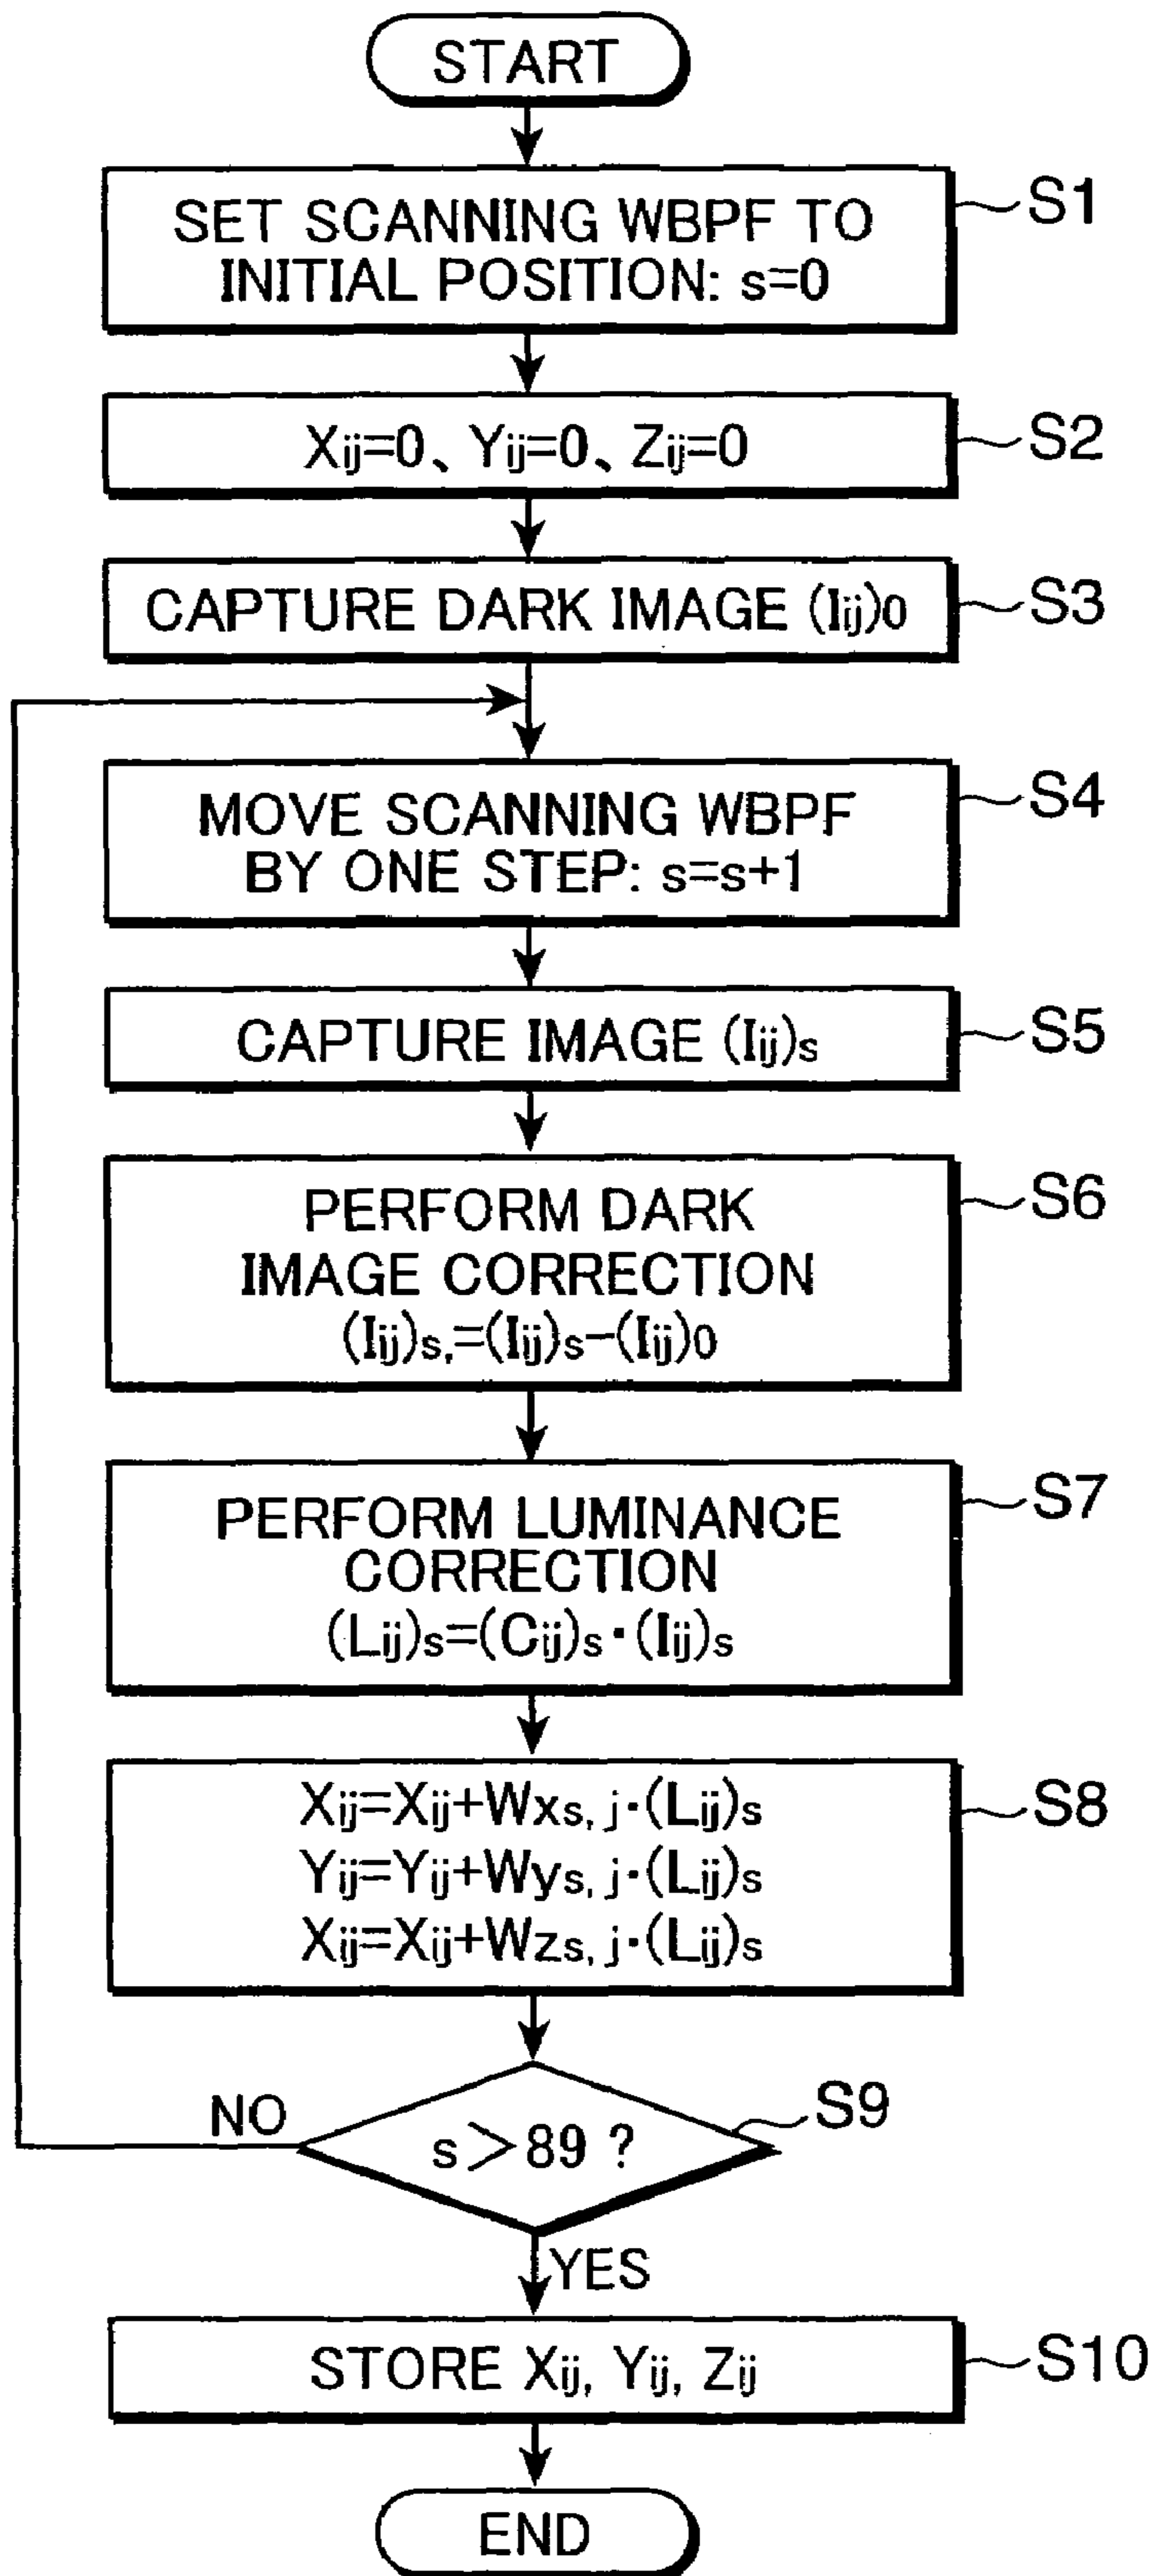 START
SET SCANNING WBPF TO
INITIAL POSITION: s=0
S1
Xij=0、Yij=0、Zij=0
S2
CAPTURE DARK IMAGE (Iij)0
S3
MOVE SCANNING WBPF
BY ONE STEP: s=s+1
S4
CAPTURE IMAGE (Iij)s
S5
PERFORM DARK
IMAGE CORRECTION
(Iij)s,=(Iij)s-(Iij)0
S6
PERFORM LUMINANCE
CORRECTION
(Lij)s=(Cij)s·(Iij)s
S7
Xij=Xij+Wxs, j·(Lij)s
Yij=Yij+Wys, j·(Lij)s
Xij=Xij+Wzs, j·(Lij)s
S8
NO
s>89 ?
S9
YES
STORE Xij, Yij, Zij
S10
END